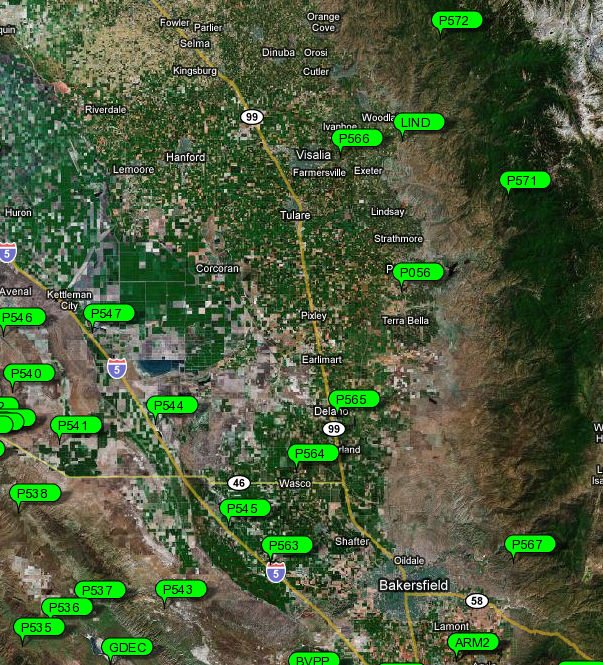 Orange
Cove
P572
Fowler
Parlier
Selma
Dinuba
Orosi
Kingsburg
Cutler
Riverdale
99
Woodla
LIND
Ivanhoe
P566
Hanford
Visalia
Lemoore
Farmersville
Exeter
P571
Huron
Tulare
Lindsay
Strathmore
5
Corcoran
P056
Avenal
Kettleman
City
P546
P547
Pixley
Terra Bella
Earlimart
5
P540
P544
P565
Delano
P541
99
P564
46
Wasco
P538
P545
Shafter
P563
P567
5
Oildale
Bakersfield
P537
P543
58
P536
P535
Lamont
GDEC
ARM2
BVPP